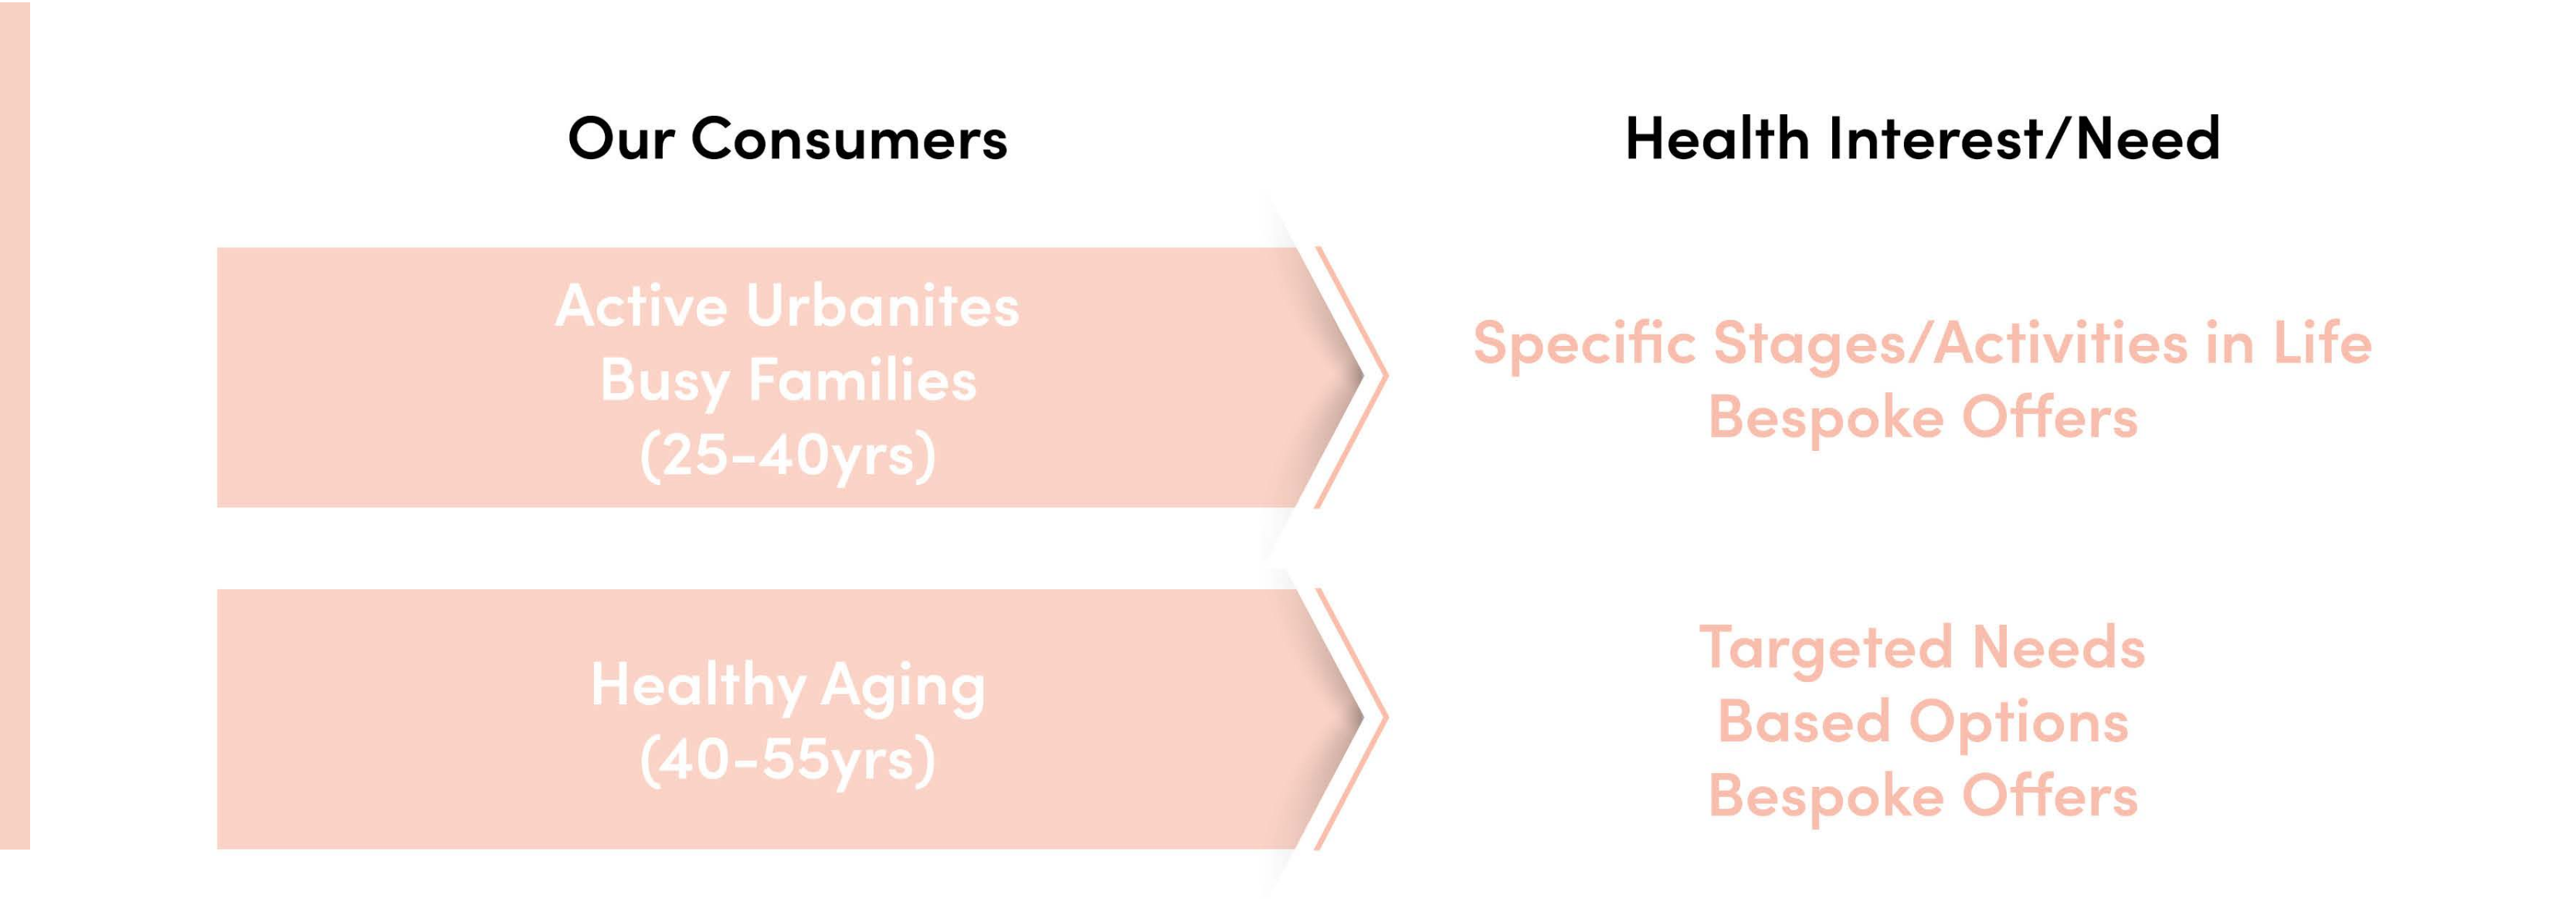 Our Consumers
Health Interest/Need
Active Urbanites
Busy Families
(25-40yrs)
Specific Stages/Activities in Life
Bespoke Offers
Healthy Aging
(40-55yrs)
Targeted Needs
Based Options
Bespoke Offers